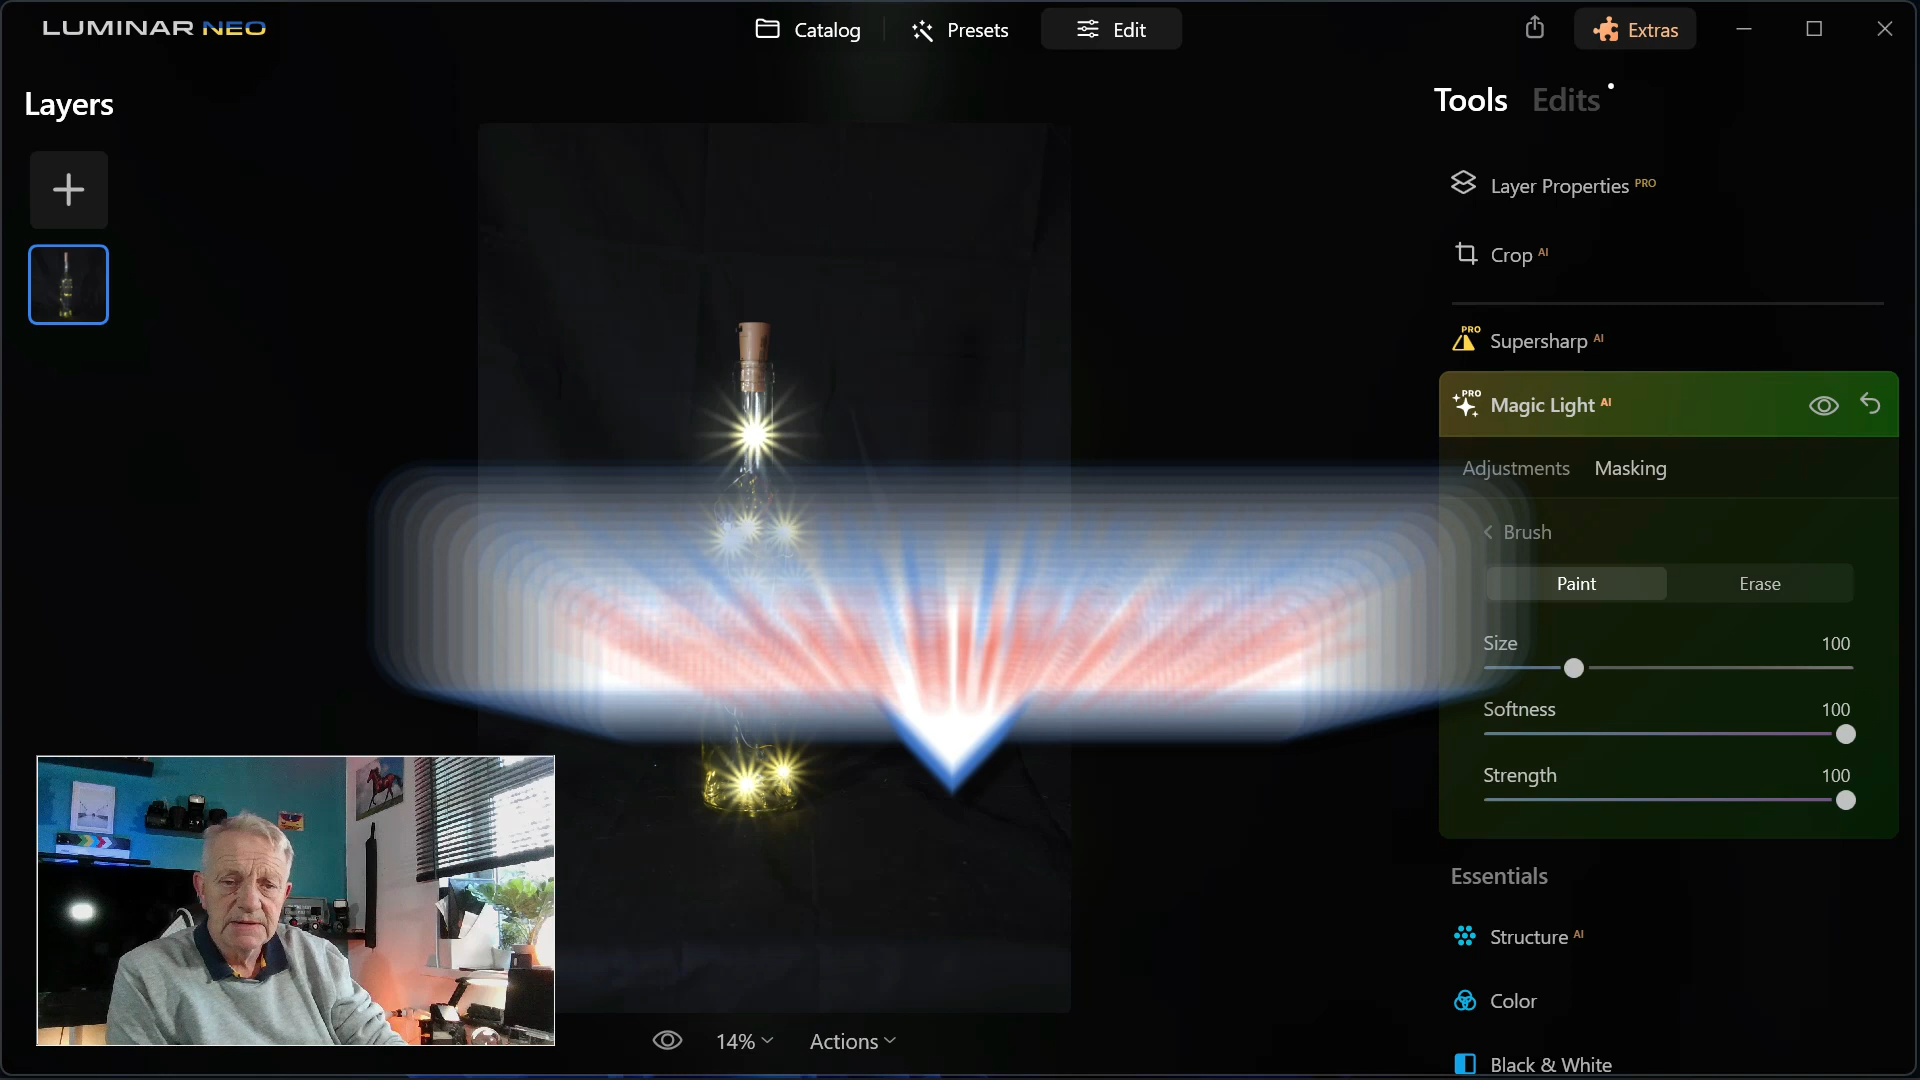 LUMINAR NEO
Catalog
Presets
Edit
Extras
Layers
Tools
Edits
Layer Properties PRO
Crop AI
PRO
Supersharp AI
PRO
Magic Light AI
Adjustments
Masking
Brush
Paint
Erase
Size 100
Softness 100
Strength 100
Essentials
Structure AI
Color
Black & White
14%
Actions